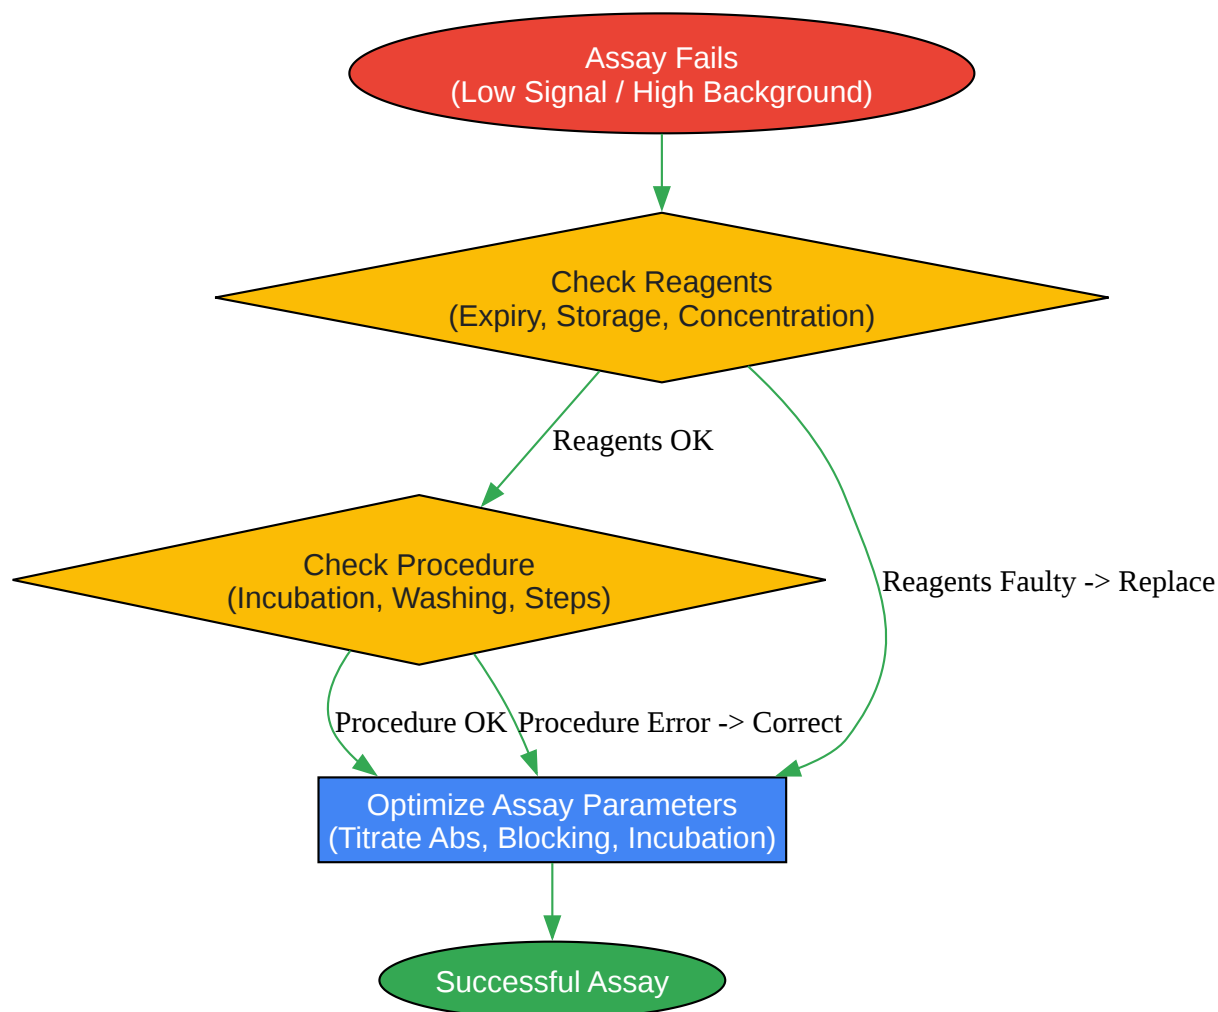 Assay Fails
(Low Signal / High Background)
Check Reagents
(Expiry, Storage, Concentration)
Reagents OK
Check Procedure
(Incubation, Washing, Steps)
Reagents Faulty -> Replace
Procedure OK
Procedure Error -> Correct
Optimize Assay Parameters
(Titrate Abs, Blocking, Incubation)
Successful Assay